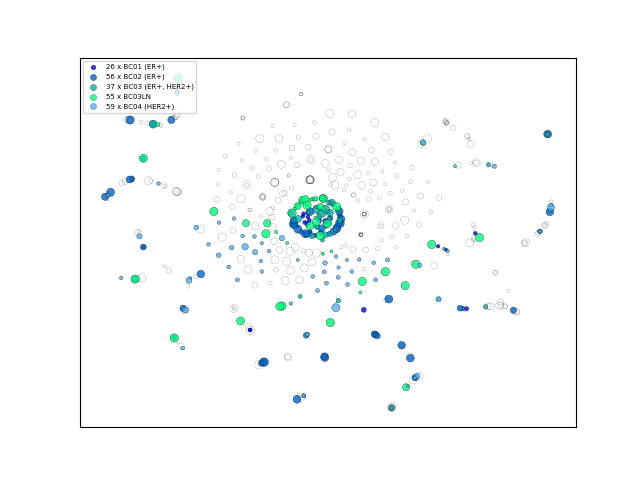 26 x BC01 (ER+)
56 x BC02 (ER+)
37 x BC03 (ER+, HER2+)
55 x BC03LN
59 x BC04 (HER2+)